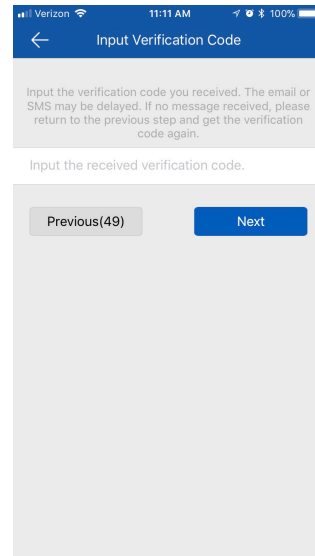 Verizon 11:11 AM 100%
Input Verification Code
Input the verification code you received. The email or
SMS may be delayed. If no message received, please
return to the previous step and get the verification
code again.
Input the received verification code.
Previous(49) Next